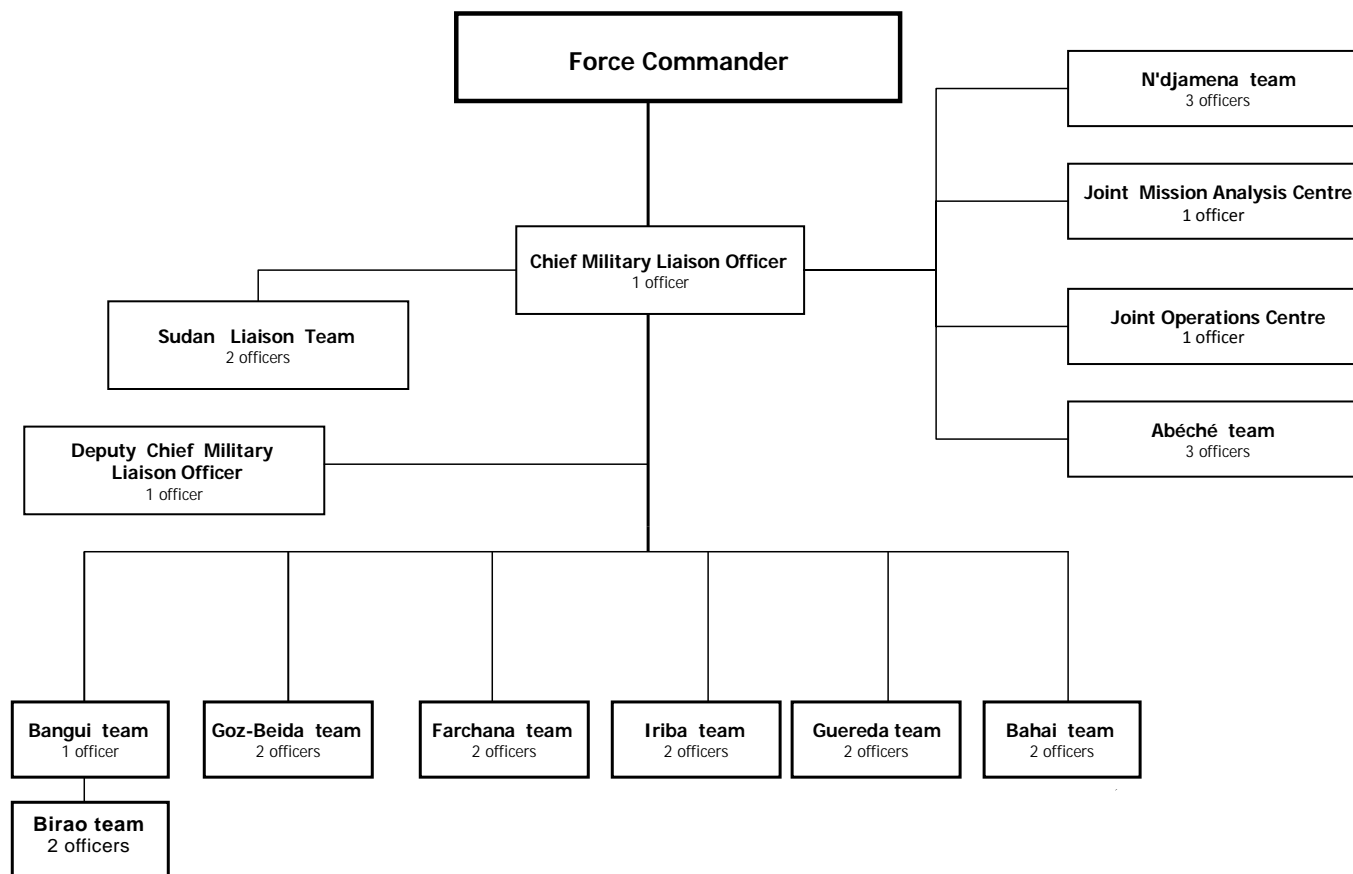 Force Commander
N'djamena team
3 officers
Joint Mission Analysis Centre
1 officer
Chief Military Liaison Officer
1 officer
Joint Operations Centre
1 officer
Sudan Liaison Team
2 officers
Abéché team
3 officers
Deputy Chief Military
Liaison Officer
1 officer
Bangui team
1 officer
Goz-Beida team
2 officers
Farchana team
2 officers
Iriba team
2 officers
Guereda team
2 officers
Bahai team
2 officers
Birao team
2 officers